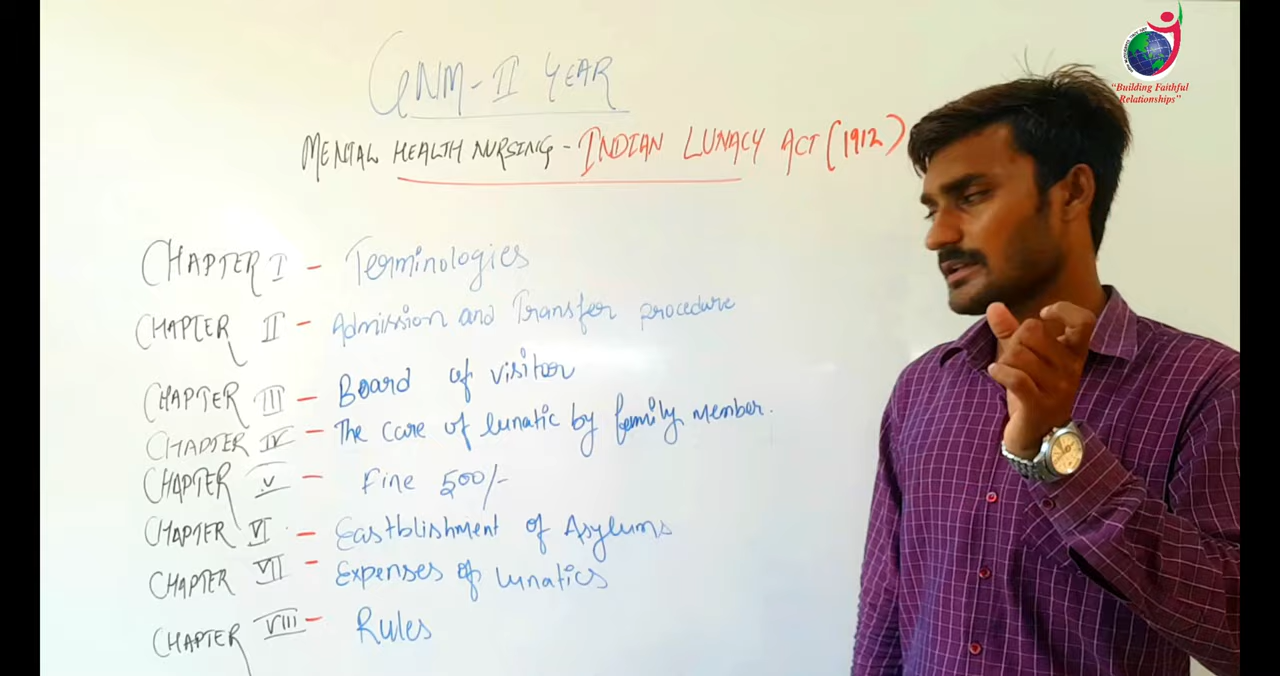 GNM - II YEAR
MENTAL HEALTH NURSING - INDIAN LUNACY ACT (1912)
CHAPTER I - Terminologies
CHAPTER II - Admission and Transfer procedure
CHAPTER III - Board of visitor
CHAPTER IV - The care of lunatic by family member.
CHAPTER V - Fine 500/-
CHAPTER VI - Eastblishment of Asylums
CHAPTER VII - Expenses of lunatics
CHAPTER VIII - Rules
"Building Faithful
Relationships"